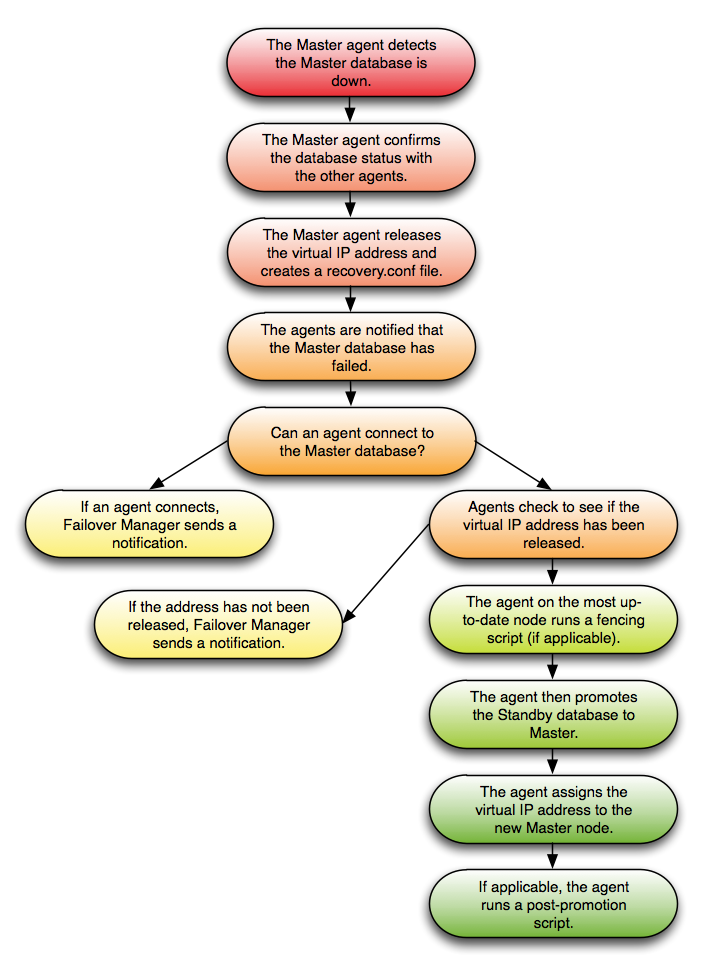 The Master agent detects
the Master database is
down.
The Master agent confirms
the database status with
the other agents.
The Master agent releases
the virtual IP address and
creates a recovery.conf file.
The agents are notified that
the Master database has
failed.
Can an agent connect to
the Master database?
If an agent connects,
Failover Manager sends a
notification.
Agents check to see if the
virtual IP address has been
released.
If the address has not been
released, Failover Manager
sends a notification.
The agent on the most up-
to-date node runs a fencing
script (if applicable).
The agent then promotes
the Standby database to
Master.
The agent assigns the
virtual IP address to the
new Master node.
If applicable, the agent
runs a post-promotion
script.